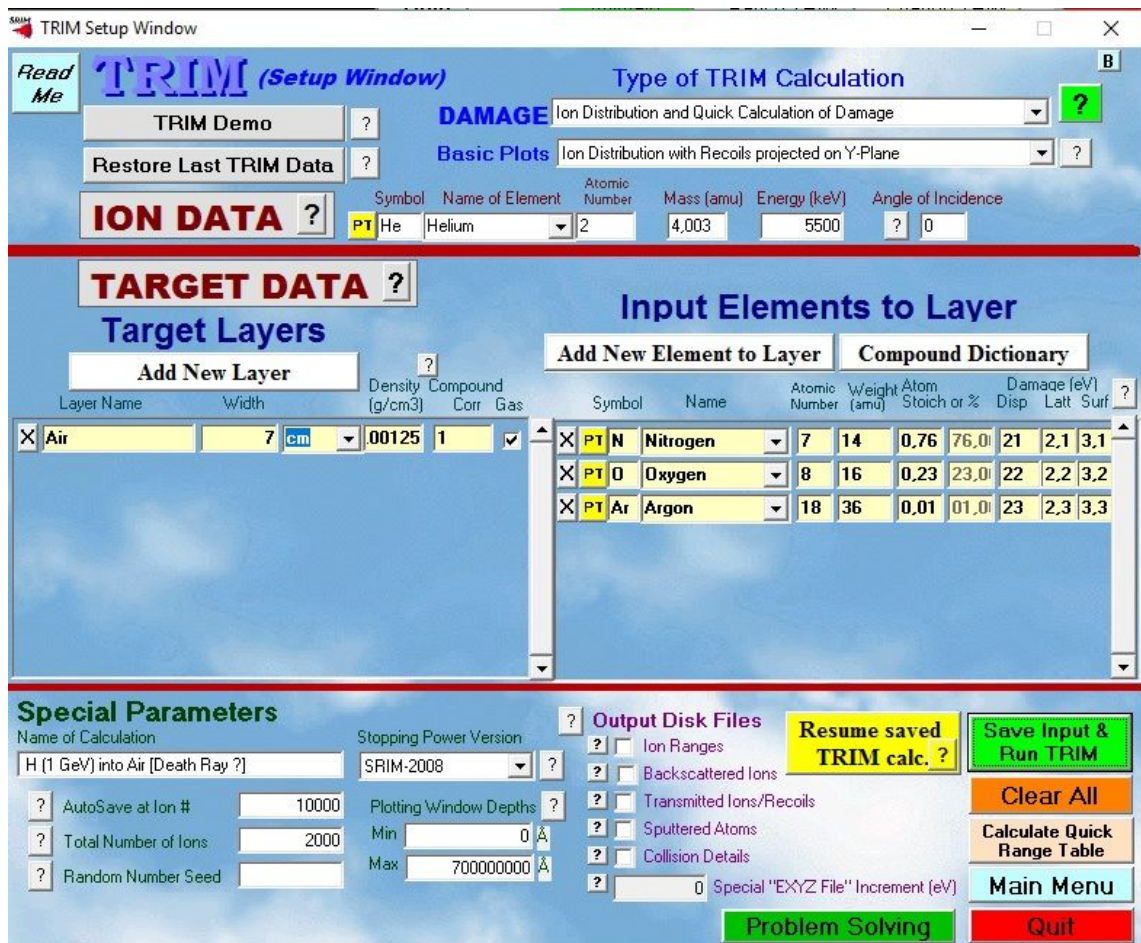 SRIM TRIM Setup Window
Read Me
TRIM (Setup Window)
Type of TRIM Calculation
B
TRIM Demo ?
DAMAGE Ion Distribution and Quick Calculation of Damage ?
Restore Last TRIM Data ?
Basic Plots Ion Distribution with Recoils projected on Y-Plane ?
ION DATA ?
Symbol Name of Element Atomic Number Mass (amu) Energy (keV) Angle of Incidence
PT He Helium 2 4,003 5500 ? 0
TARGET DATA ?
Target Layers
Input Elements to Layer
Add New Layer ?
Add New Element to Layer Compound Dictionary
Layer Name Width Density (g/cm3) Compound Corr Gas
Symbol Name Atomic Number Weight (amu) Atom Stoich or % Damage (eV) Disp Latt Surf ?
X Air 7 cm .00125 1
X PT N Nitrogen 7 14 0,76 76,0 21 2,1 3,1
X PT O Oxygen 8 16 0,23 23,0 22 2,2 3,2
X PT Ar Argon 18 36 0,01 01,0 23 2,3 3,3
Special Parameters
Name of Calculation
H (1 GeV) into Air [Death Ray ?]
Stopping Power Version
SRIM-2008 ?
? AutoSave at Ion # 10000
? Total Number of Ions 2000
? Random Number Seed
Plotting Window Depths ?
Min 0 Å
Max 700000000 Å
? Output Disk Files
? Ion Ranges
? Backscattered Ions
? Transmitted Ions/Recoils
? Sputtered Atoms
? Collision Details
? 0 Special "EXYZ File" Increment (eV)
Resume saved TRIM calc. ?
Save Input & Run TRIM
Clear All
Calculate Quick Range Table
Main Menu
Problem Solving
Quit